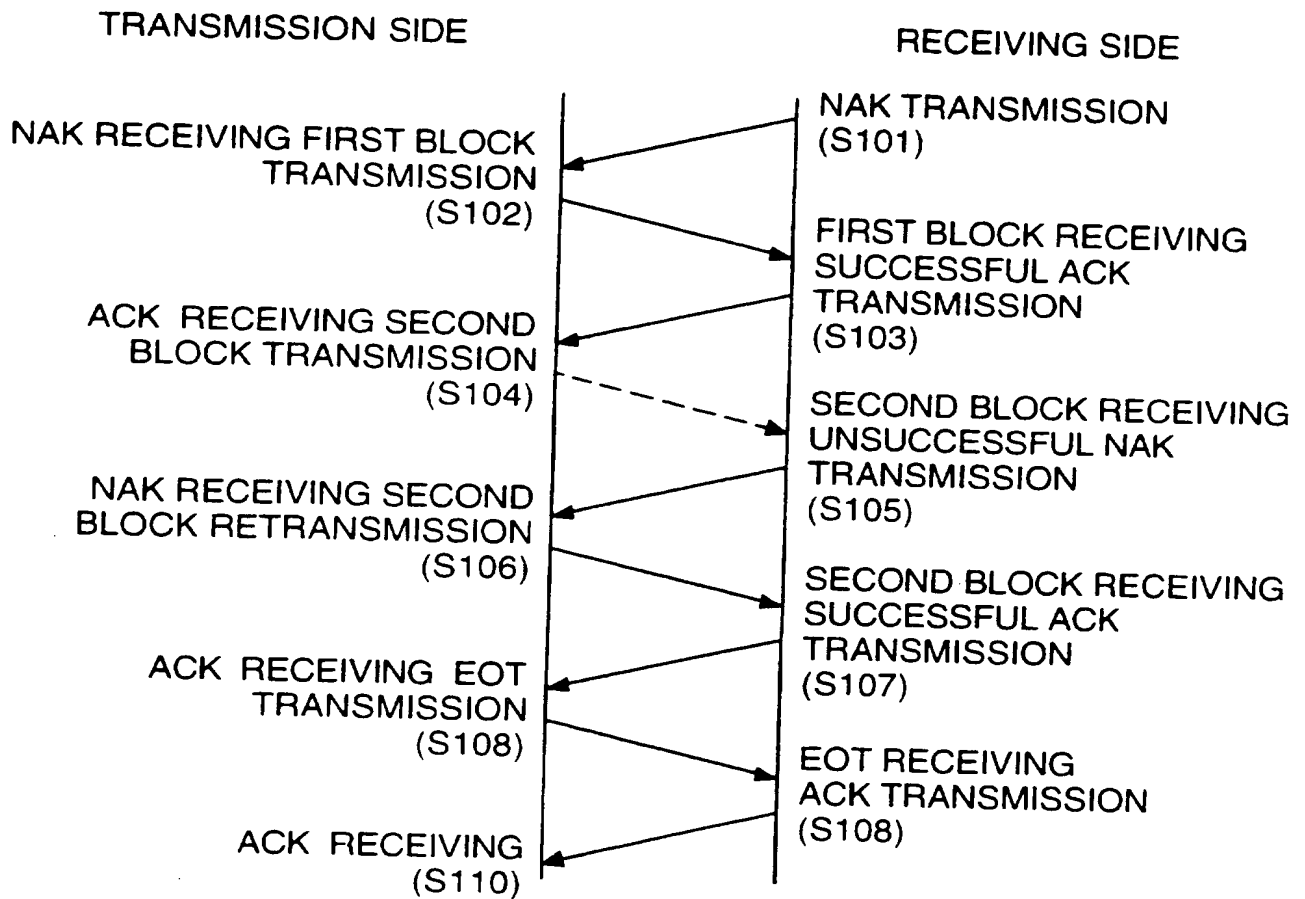 TRANSMISSION SIDE
RECEIVING SIDE
NAK TRANSMISSION
(S101)
NAK RECEIVING FIRST BLOCK
TRANSMISSION
(S102)
FIRST BLOCK RECEIVING
SUCCESSFUL ACK
TRANSMISSION
(S103)
ACK RECEIVING SECOND
BLOCK TRANSMISSION
(S104)
SECOND BLOCK RECEIVING
UNSUCCESSFUL NAK
TRANSMISSION
(S105)
NAK RECEIVING SECOND
BLOCK RETRANSMISSION
(S106)
SECOND BLOCK RECEIVING
SUCCESSFUL ACK
TRANSMISSION
(S107)
ACK RECEIVING EOT
TRANSMISSION
(S108)
EOT RECEIVING
ACK TRANSMISSION
(S108)
ACK RECEIVING
(S110)